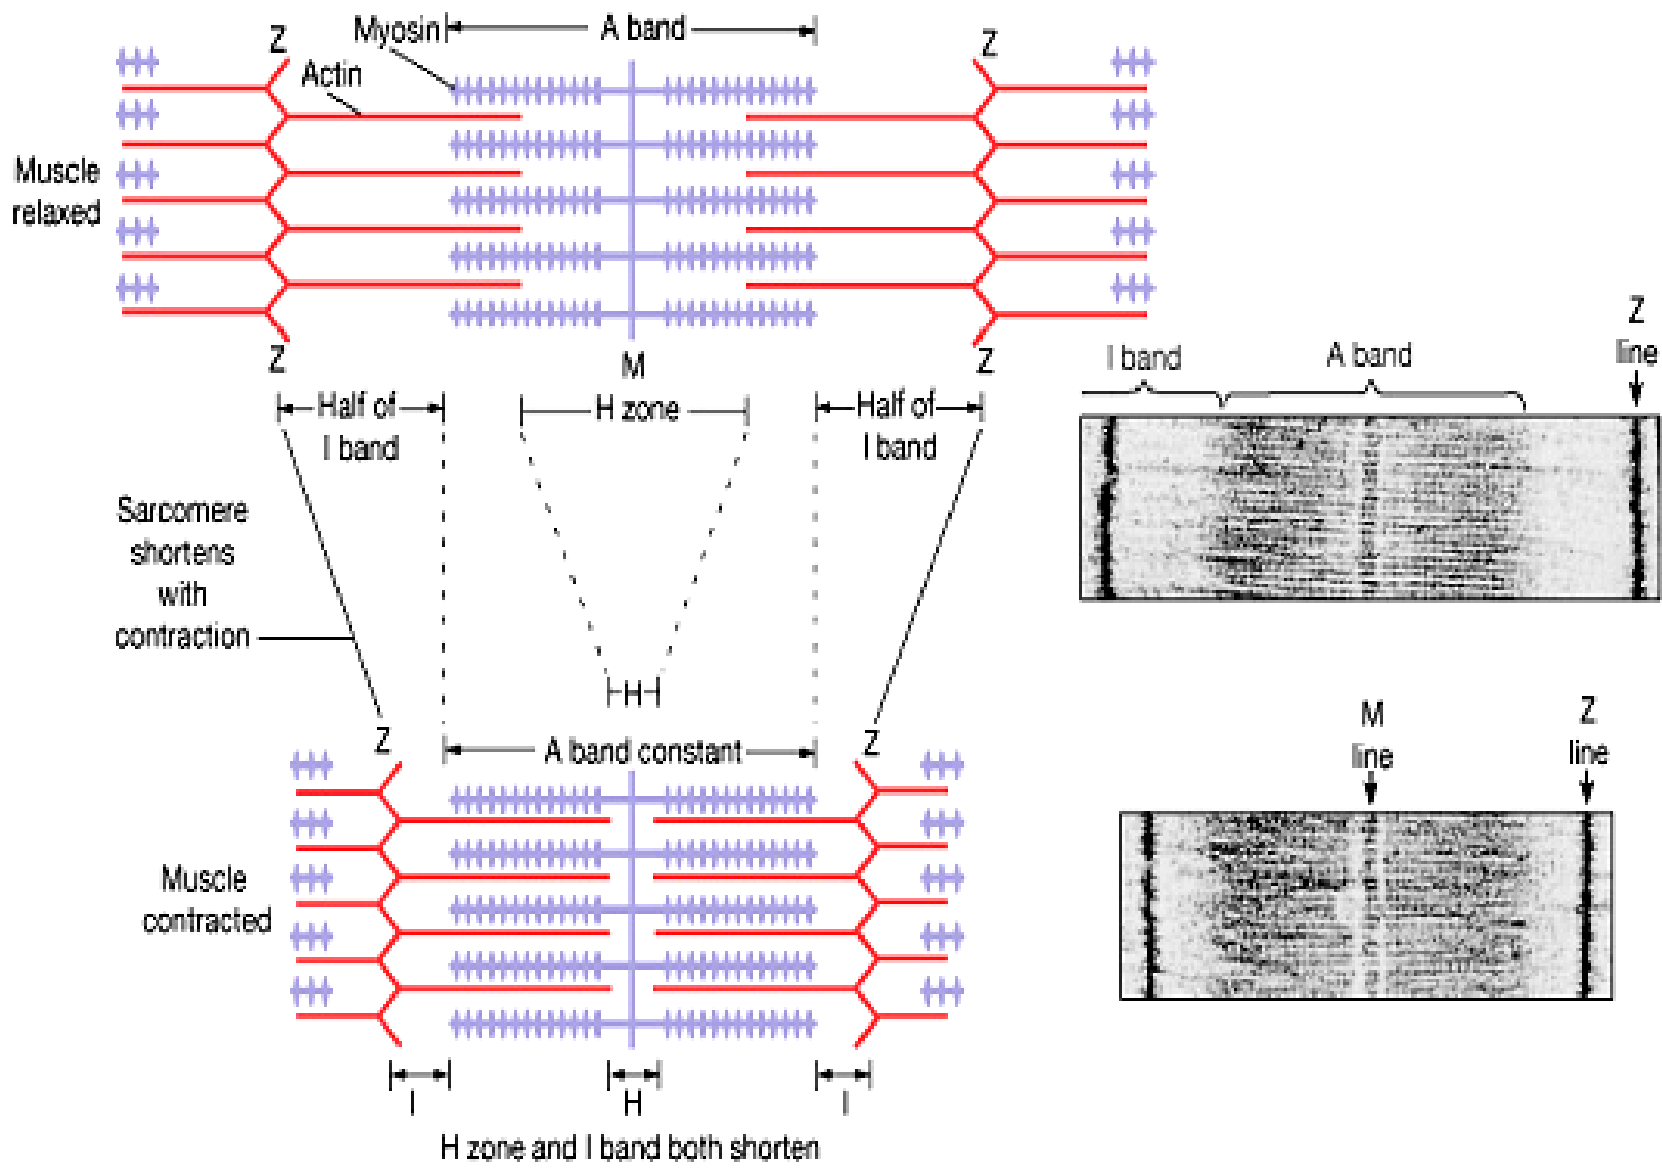 Myosin
A band
Z
Z
Actin
Muscle
relaxed
Z
M
Z
Half of
I band
H zone
Half of
I band
I band
A band
Z
line
Sarcomere
shortens
with
contraction
H
Z
A band constant
Z
M
line
Z
line
Muscle
contracted
I
H
I
H zone and I band both shorten